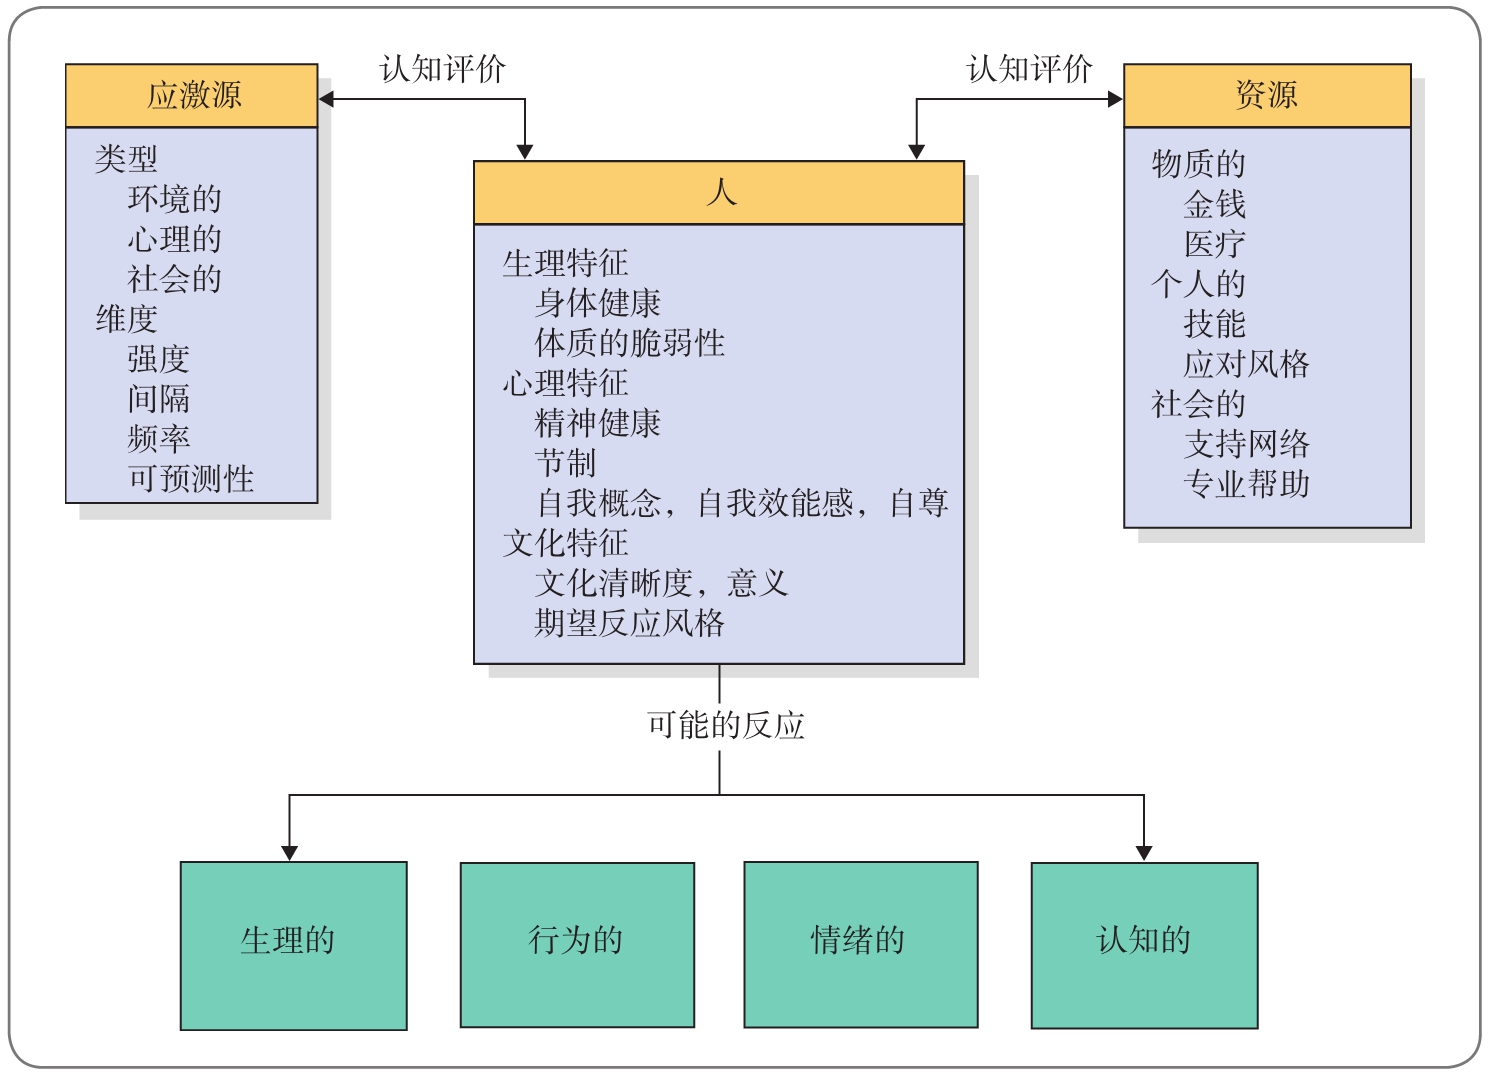 认知评价
认知评价
应激源
类型
环境的
心理的
社会的
维度
强度
间隔
频率
可预测性
人
生理特征
身体健康
体质的脆弱性
心理特征
精神健康
节制
自我概念，自我效能感，自尊
文化特征
文化清晰度，意义
期望反应风格
资源
物质的
金钱
医疗
个人的
技能
应对风格
社会的
支持网络
专业帮助
可能的反应
生理的
行为的
情绪的
认知的